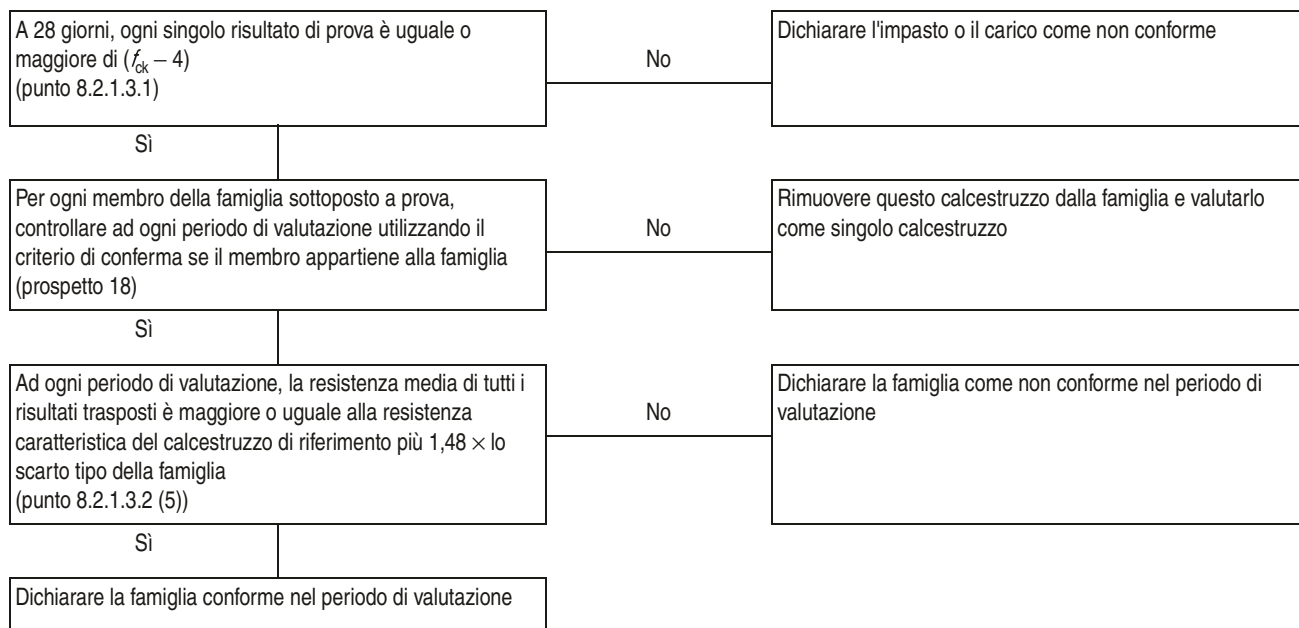 A 28 giorni, ogni singolo risultato di prova è uguale o
maggiore di (fck – 4)
(punto 8.2.1.3.1)
No
Dichiarare l'impasto o il carico come non conforme
Sì
Per ogni membro della famiglia sottoposto a prova,
controllare ad ogni periodo di valutazione utilizzando il
criterio di conferma se il membro appartiene alla famiglia
(prospetto 18)
No
Rimuovere questo calcestruzzo dalla famiglia e valutarlo
come singolo calcestruzzo
Sì
Ad ogni periodo di valutazione, la resistenza media di tutti i
risultati trasposti è maggiore o uguale alla resistenza
caratteristica del calcestruzzo di riferimento più 1,48 × lo
scarto tipo della famiglia
(punto 8.2.1.3.2 (5))
No
Dichiarare la famiglia come non conforme nel periodo di
valutazione
Sì
Dichiarare la famiglia conforme nel periodo di valutazione